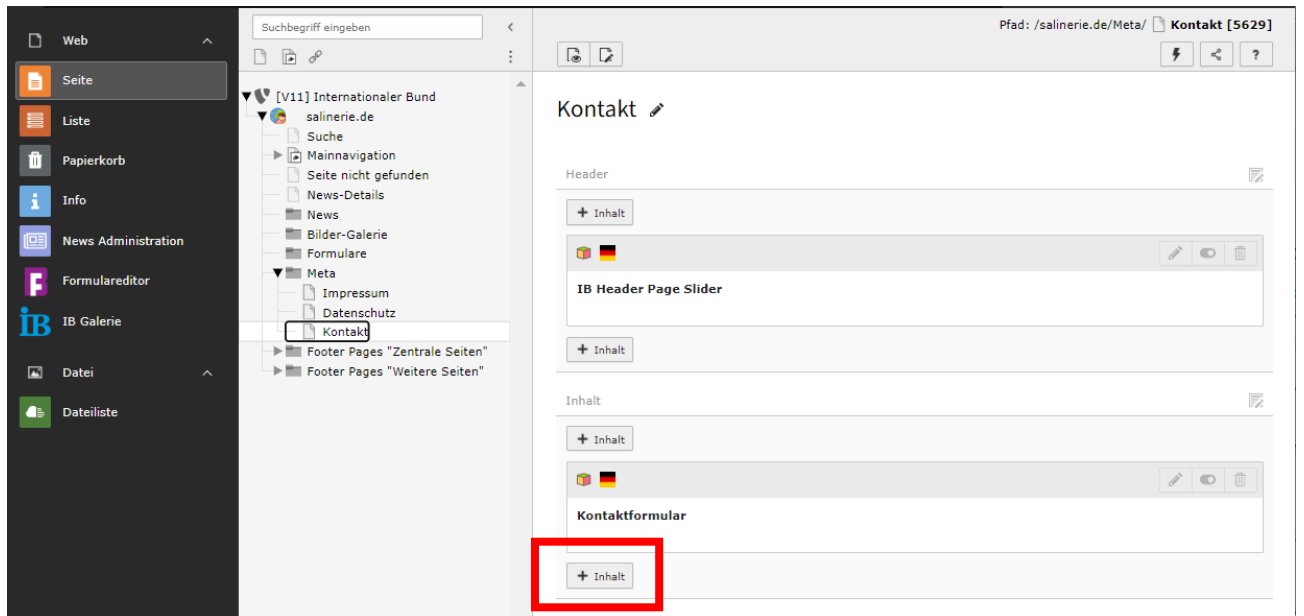 Web
Seite
Liste
Papierkorb
Info
News Administration
Formulareditor
IB Galerie
Datei
Dateiliste
Suchbegriff eingeben
[V11] Internationaler Bund
salinerie.de
Suche
Mainnavigation
Seite nicht gefunden
News-Details
News
Bilder-Galerie
Formulare
Meta
Impressum
Datenschutz
Kontakt
Footer Pages "Zentrale Seiten"
Footer Pages "Weitere Seiten"
Pfad: /salinerie.de/Meta/ Kontakt [5629]
?
Kontakt
Header
+ Inhalt
IB Header Page Slider
+ Inhalt
Inhalt
+ Inhalt
Kontaktformular
+ Inhalt